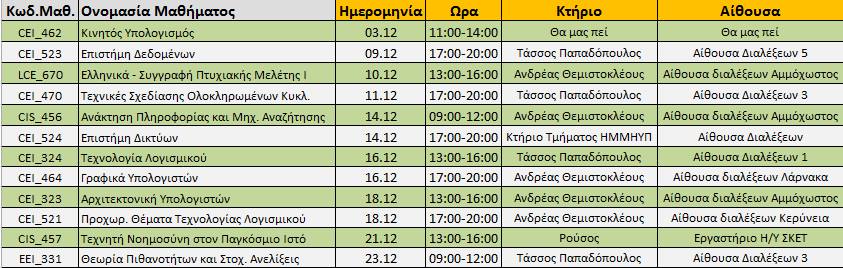 Κωδ.Μαθ. Ονομασία Μαθήματος Ημερομηνία Ωρα Κτήριο Αίθουσα
CEI_462 Κινητός Υπολογισμός 03.12 11:00-14:00 Θα μας πεί Θα μας πεί
CEI_523 Επιστήμη Δεδομένων 09.12 17:00-20:00 Τάσσος Παπαδόπουλος Αίθουσα Διαλέξεων 5
LCE_670 Ελληνικά - Συγγραφή Πτυχιακής Μελέτης Ι 10.12 13:00-16:00 Ανδρέας Θεμιστοκλέους Αίθουσα διαλέξεων Αμμόχωστος
CEI_470 Τεχνικές Σχεδίασης Ολοκληρωμένων Κυκλ. 11.12 17:00-20:00 Τάσσος Παπαδόπουλος Αίθουσα Διαλέξεων 3
CIS_456 Ανάκτηση Πληροφορίας και Μηχ. Αναζήτησης 14.12 09:00-12:00 Ανδρέας Θεμιστοκλέους Αίθουσα διαλέξεων Αμμόχωστος
CEI_524 Επιστήμη Δικτύων 14.12 17:00-20:00 Κτήριο Τμήματος ΗΜΜΗΥΠ Αίθουσα Διαλέξεων
CEI_324 Τεχνολογία Λογισμικού 16.12 13:00-16:00 Τάσσος Παπαδόπουλος Αίθουσα Διαλέξεων 1
CEI_464 Γραφικά Υπολογιστών 16.12 17:00-20:00 Ανδρέας Θεμιστοκλέους Αίθουσα διαλέξεων Λάρνακα
CEI_323 Αρχιτεκτονική Υπολογιστών 18.12 13:00-16:00 Ανδρέας Θεμιστοκλέους Αίθουσα διαλέξεων Αμμόχωστος
CEI_521 Προχωρ. Θέματα Τεχνολογίας Λογισμικού 18.12 17:00-20:00 Ανδρέας Θεμιστοκλέους Αίθουσα διαλέξεων Κερύνεια
CIS_457 Τεχνητή Νοημοσύνη στον Παγκόσμιο Ιστό 21.12 13:00-16:00 Ρούσος Εργαστήριο Η/Υ ΣΚΕΤ
EEI_331 Θεωρία Πιθανοτήτων και Στοχ. Ανελίξεις 23.12 09:00-12:00 Τάσσος Παπαδόπουλος Αίθουσα Διαλέξεων 3